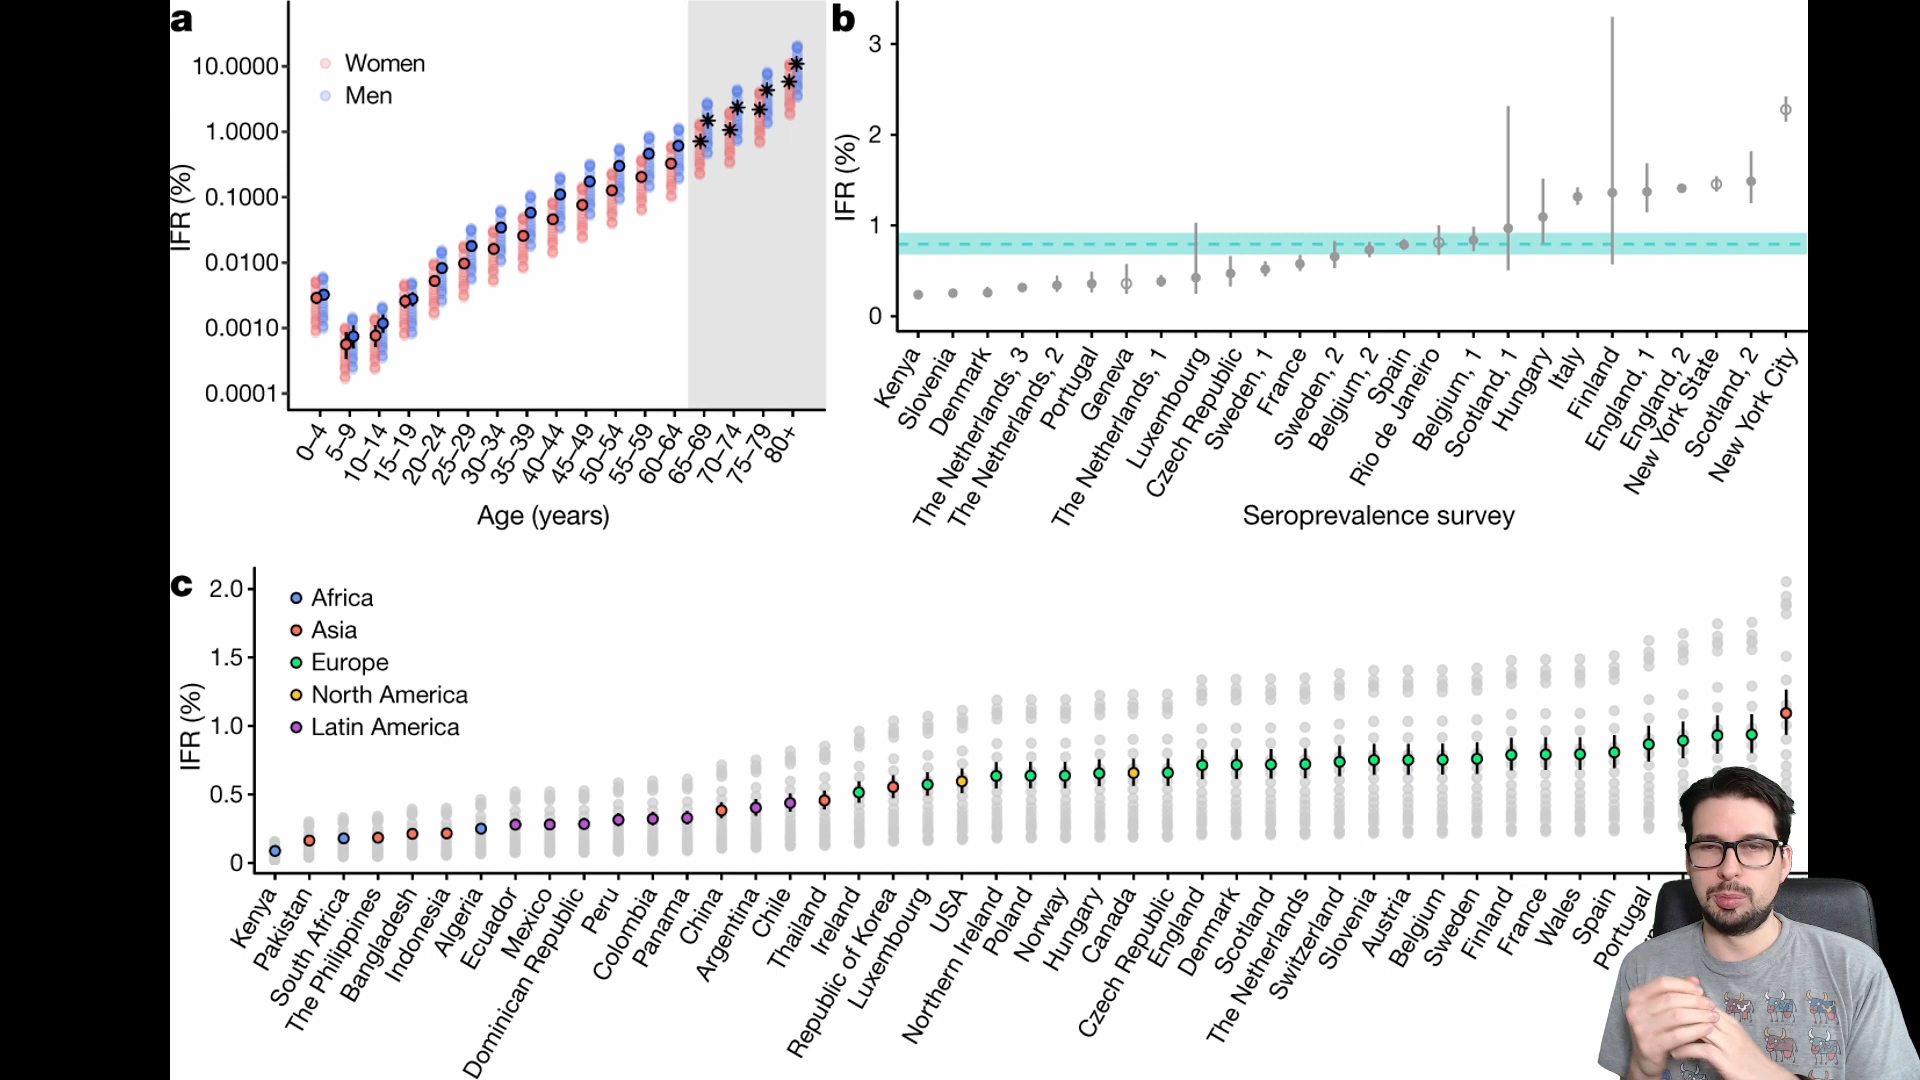 a
10.0000
1.0000
0.1000
0.0100
0.0010
0.0001
IFR (%)
Women
Men
0–4
5–9
10–14
15–19
20–24
25–29
30–34
35–39
40–44
45–49
50–54
55–59
60–64
65–69
70–74
75–79
80+
Age (years)
b
3
2
1
0
IFR (%)
Kenya
Slovenia
Denmark
The Netherlands, 3
The Netherlands, 2
Portugal
Geneva
The Netherlands, 1
Luxembourg
Czech Republic
Sweden, 1
France
Sweden, 2
Belgium, 2
Spain
Rio de Janeiro
Belgium, 1
Scotland, 1
Hungary
Italy
Finland
England, 1
England, 2
New York State
Scotland, 2
New York City
Seroprevalence survey
c
2.0
1.5
1.0
0.5
0
IFR (%)
Africa
Asia
Europe
North America
Latin America
Kenya
Pakistan
South Africa
The Philippines
Bangladesh
Indonesia
Algeria
Ecuador
Mexico
Dominican Republic
Peru
Colombia
Panama
China
Argentina
Chile
Thailand
Ireland
Republic of Korea
Luxembourg
USA
Northern Ireland
Poland
Norway
Hungary
Canada
Czech Republic
England
Denmark
Scotland
The Netherlands
Switzerland
Slovenia
Austria
Belgium
Sweden
Finland
France
Wales
Spain
Portugal